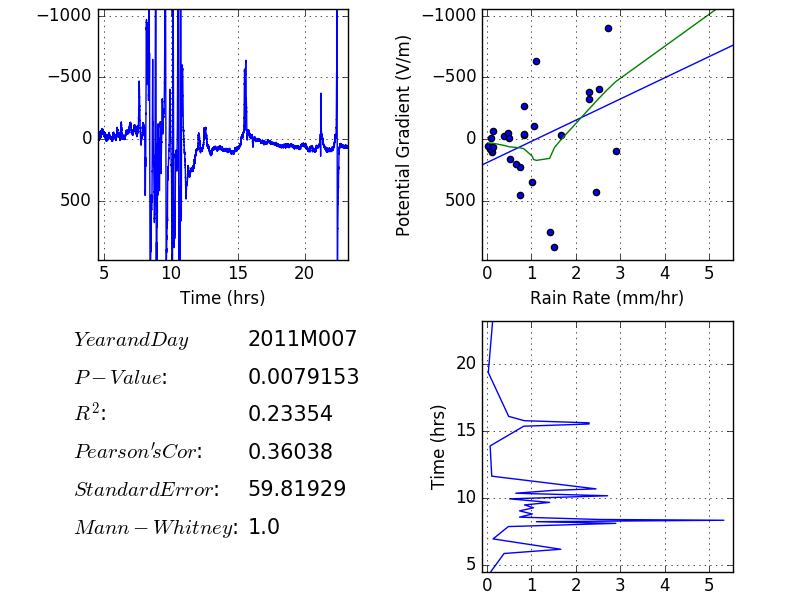 −1000
−500
0
500
5 10 15 20
Time (hrs)
Potential Gradient (V/m)
−1000
−500
0
500
0 1 2 3 4 5
Rain Rate (mm/hr)
YearandDay 2011M007
P − Value: 0.0079153
R²: 0.23354
Pearson'sCor: 0.36038
StandardError: 59.81929
Mann − Whitney: 1.0
Time (hrs)
20
15
10
5
0 1 2 3 4 5